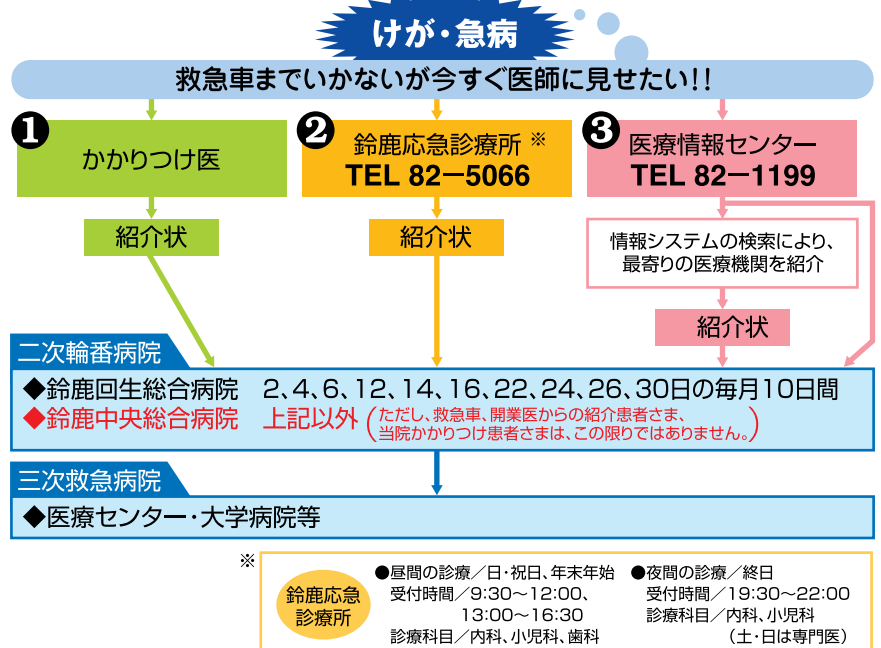 けが・急病
救急車までいかないが今すぐ医師に見せたい!!
1
かかりつけ医
紹介状
2
鈴鹿応急診療所※
TEL 82−5066
紹介状
3
医療情報センター
TEL 82−1199
情報システムの検索により、
最寄りの医療機関を紹介
紹介状
二次輪番病院
◆鈴鹿回生総合病院 2、4、6、12、14、16、22、24、26、30日の毎月10日間
◆鈴鹿中央総合病院 上記以外(ただし、救急車、開業医からの紹介患者さま、
当院かかりつけ患者さまは、この限りではありません。)
三次救急病院
◆医療センター・大学病院等
※
鈴鹿応急
診療所
●昼間の診療/日・祝日、年末年始
受付時間/9:30〜12:00、
13:00〜16:30
診療科目/内科、小児科、歯科
●夜間の診療/終日
受付時間/19:30〜22:00
診療科目/内科、小児科
(土・日は専門医)